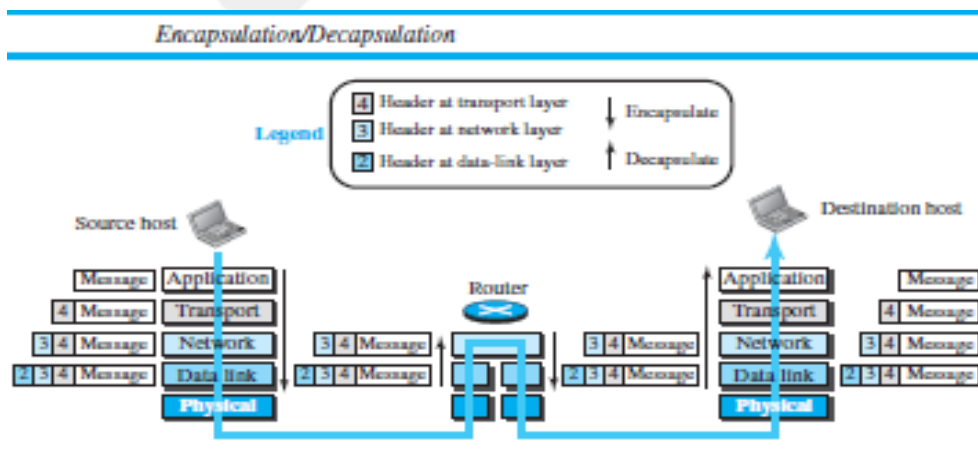 Encapsulation/Decapsulation
Legend
4 Header at transport layer
3 Header at network layer
2 Header at data-link layer
Encapsulate
Decapsulate
Source host
Destination host
Router
Message Application
4 Message Transport
3 4 Message Network
2 3 4 Message Data link
Physical
3 4 Message
2 3 4 Message
3 4 Message
2 3 4 Message
Application Message
Transport 4 Message
Network 3 4 Message
Data link 2 3 4 Message
Physical